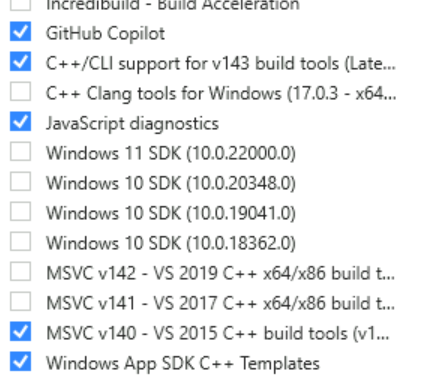 Incredibuild - Build Acceleration
GitHub Copilot
C++/CLI support for v143 build tools (Late...
C++ Clang tools for Windows (17.0.3 - x64...
JavaScript diagnostics
Windows 11 SDK (10.0.22000.0)
Windows 10 SDK (10.0.20348.0)
Windows 10 SDK (10.0.19041.0)
Windows 10 SDK (10.0.18362.0)
MSVC v142 - VS 2019 C++ x64/x86 build t...
MSVC v141 - VS 2017 C++ x64/x86 build t...
MSVC v140 - VS 2015 C++ build tools (v1...
Windows App SDK C++ Templates